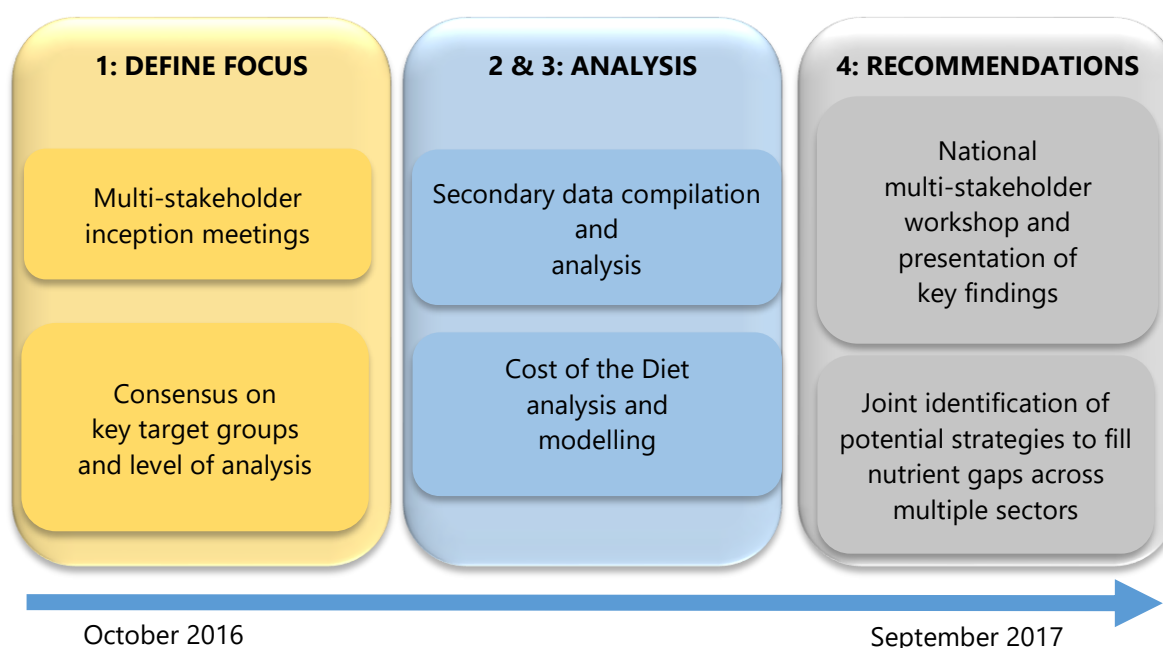 1: DEFINE FOCUS
Multi-stakeholder
inception meetings
Consensus on
key target groups
and level of analysis
2 & 3: ANALYSIS
Secondary data compilation
and
analysis
Cost of the Diet
analysis and
modelling
4: RECOMMENDATIONS
National
multi-stakeholder
workshop and
presentation of
key findings
Joint identification of
potential strategies to fill
nutrient gaps across
multiple sectors
October 2016
September 2017